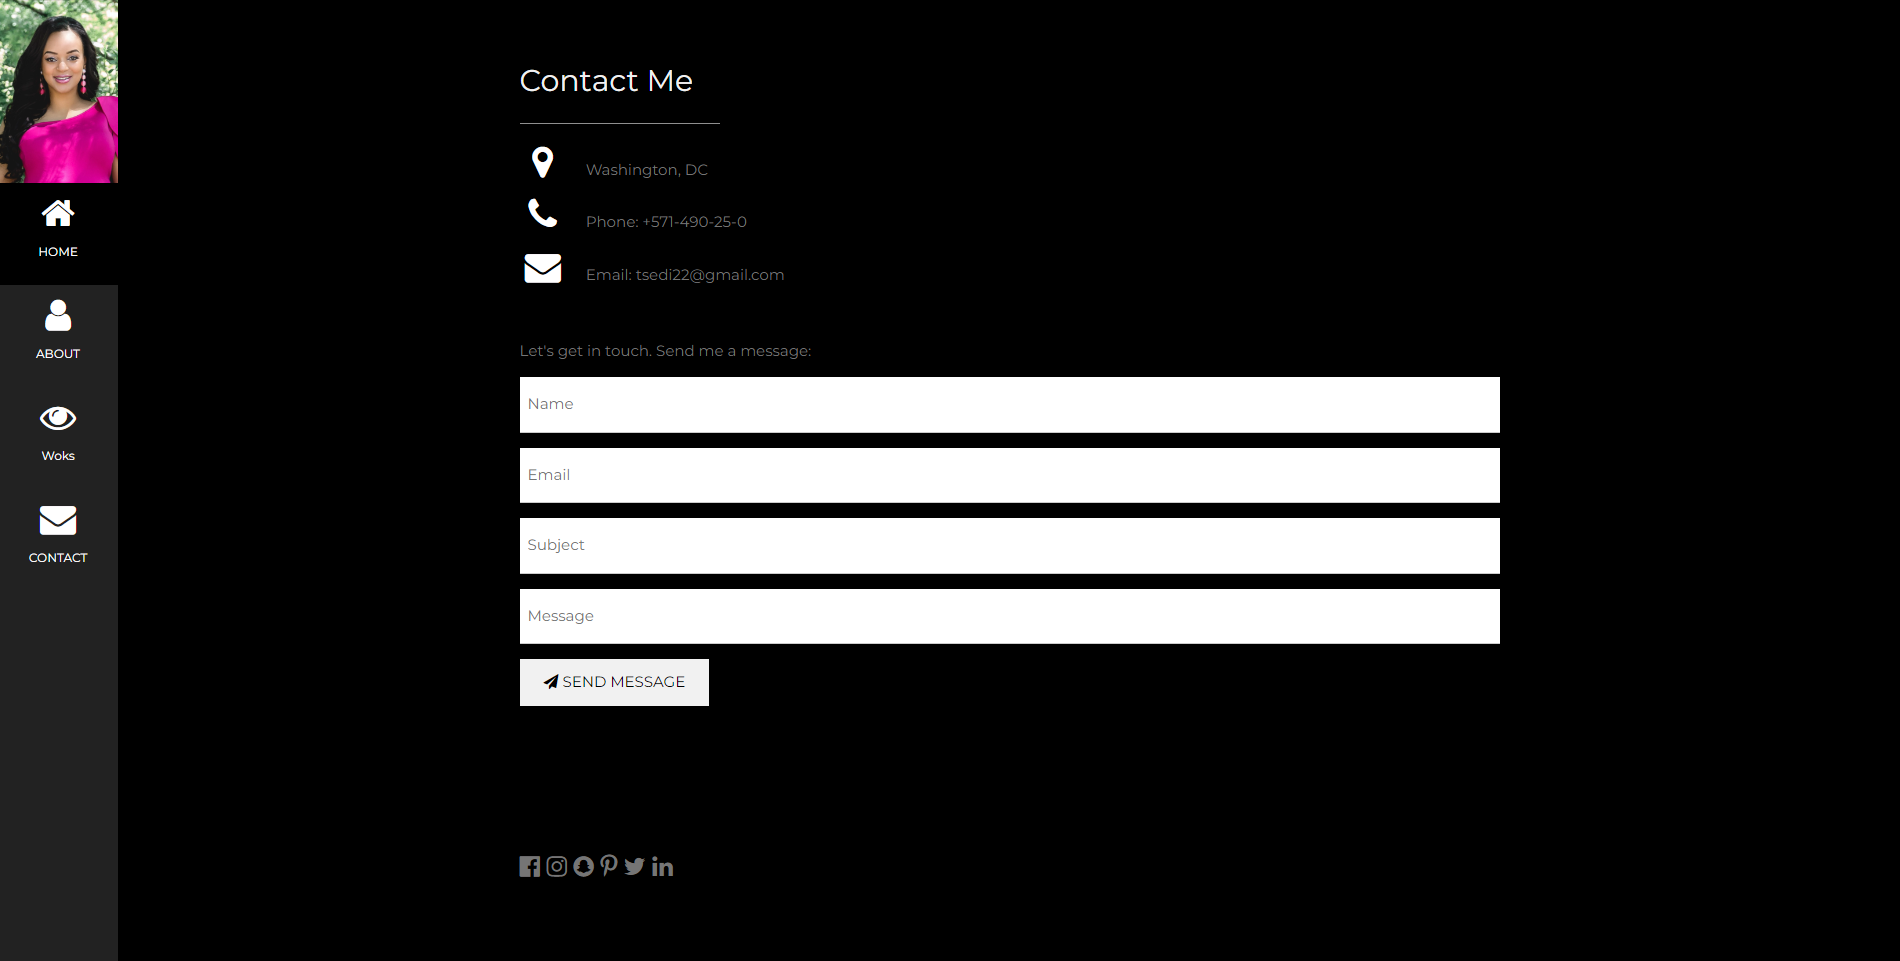 HOME
ABOUT
Woks
CONTACT
Contact Me
Washington, DC
Phone: +571-490-25-0
Email: tsedi22@gmail.com
Let's get in touch. Send me a message:
Name
Email
Subject
Message
SEND MESSAGE